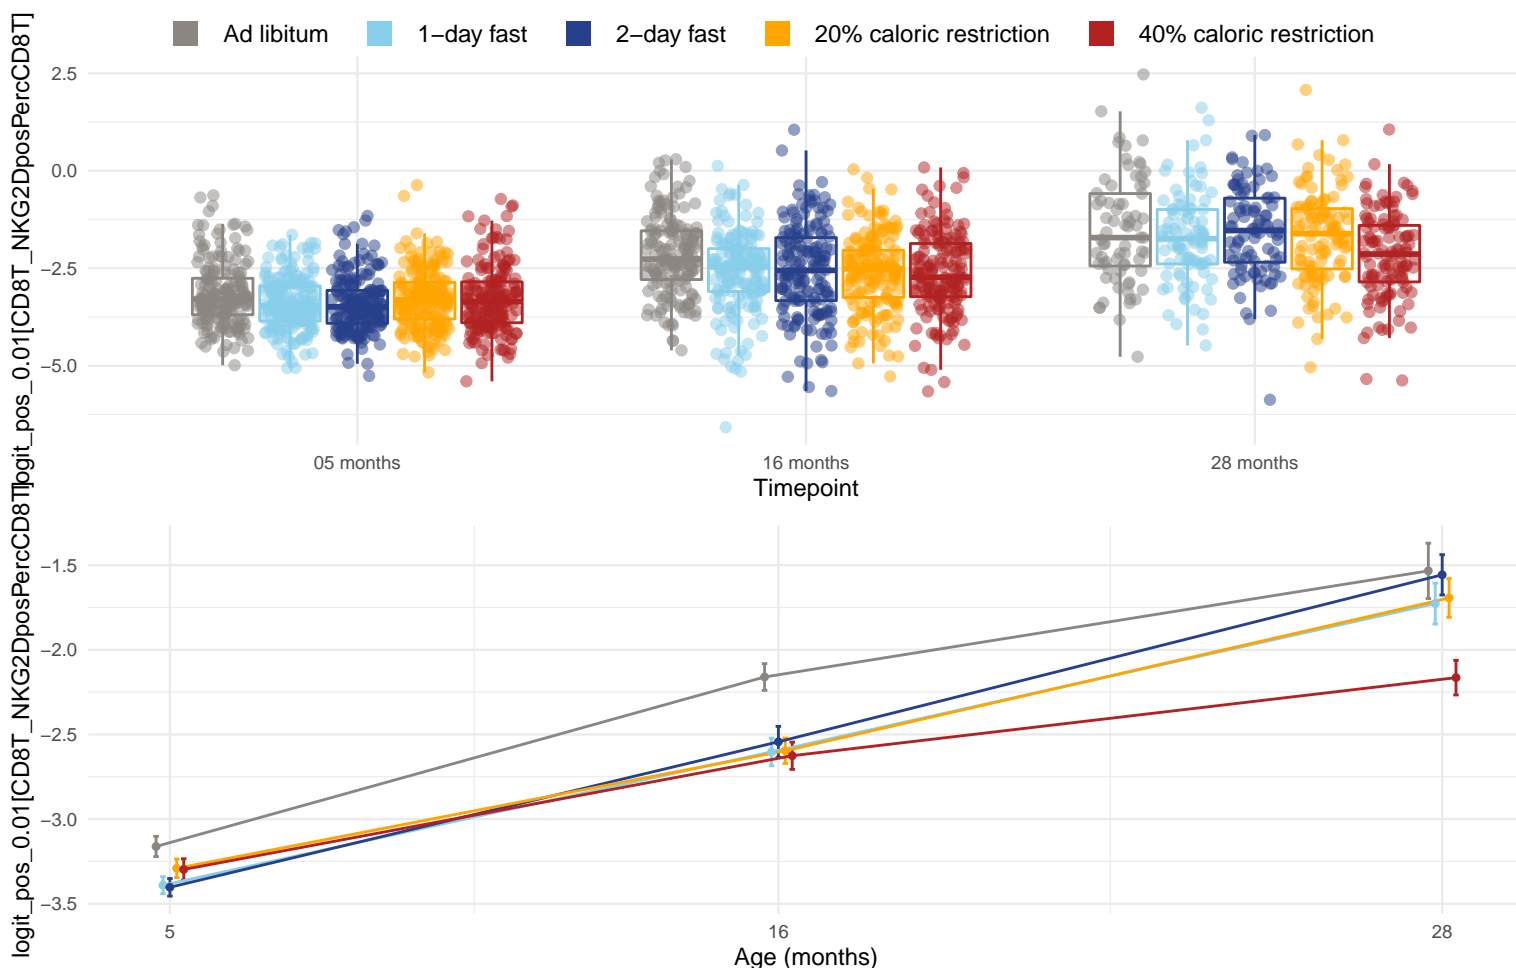 Ad libitum 1−day fast 2−day fast 20% caloric restriction 40% caloric restriction
logit_pos_0.01[CD8T_NKG2DposPercCD8T]
2.5
0.0
−2.5
−5.0
05 months 16 months 28 months
Timepoint
logit_pos_0.01[CD8T_NKG2DposPercCD8T]
−1.5
−2.0
−2.5
−3.0
−3.5
5 16 28
Age (months)